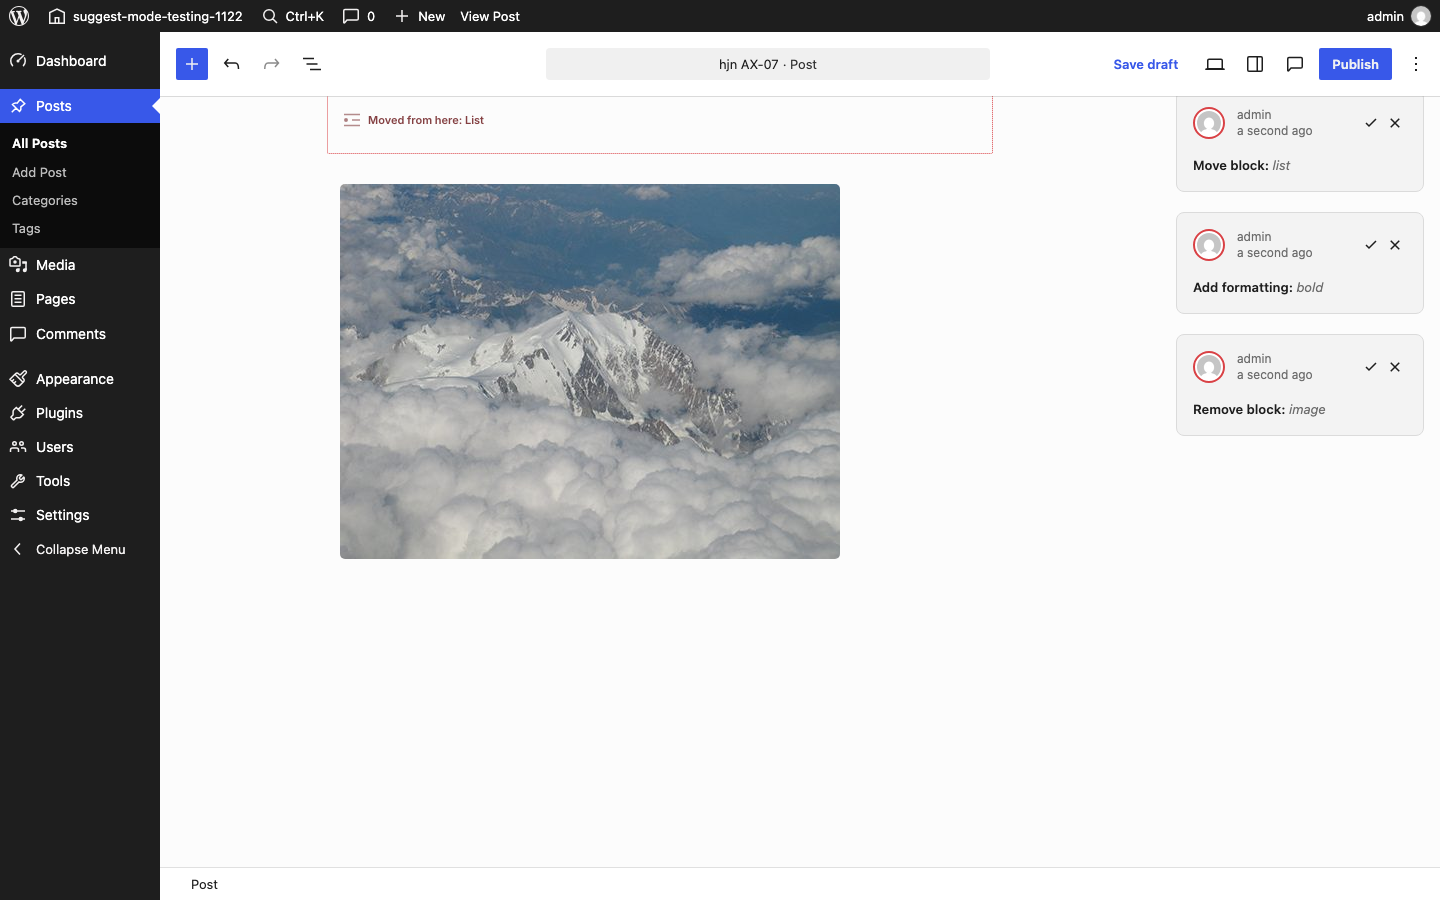 suggest-mode-testing-1122
Ctrl+K
0
New
View Post
admin
Dashboard
Posts
All Posts
Add Post
Categories
Tags
Media
Pages
Comments
Appearance
Plugins
Users
Tools
Settings
Collapse Menu
hjn AX-07 · Post
Save draft
Publish
Moved from here: List
admin
a second ago
Move block: list
admin
a second ago
Add formatting: bold
admin
a second ago
Remove block: image
Post